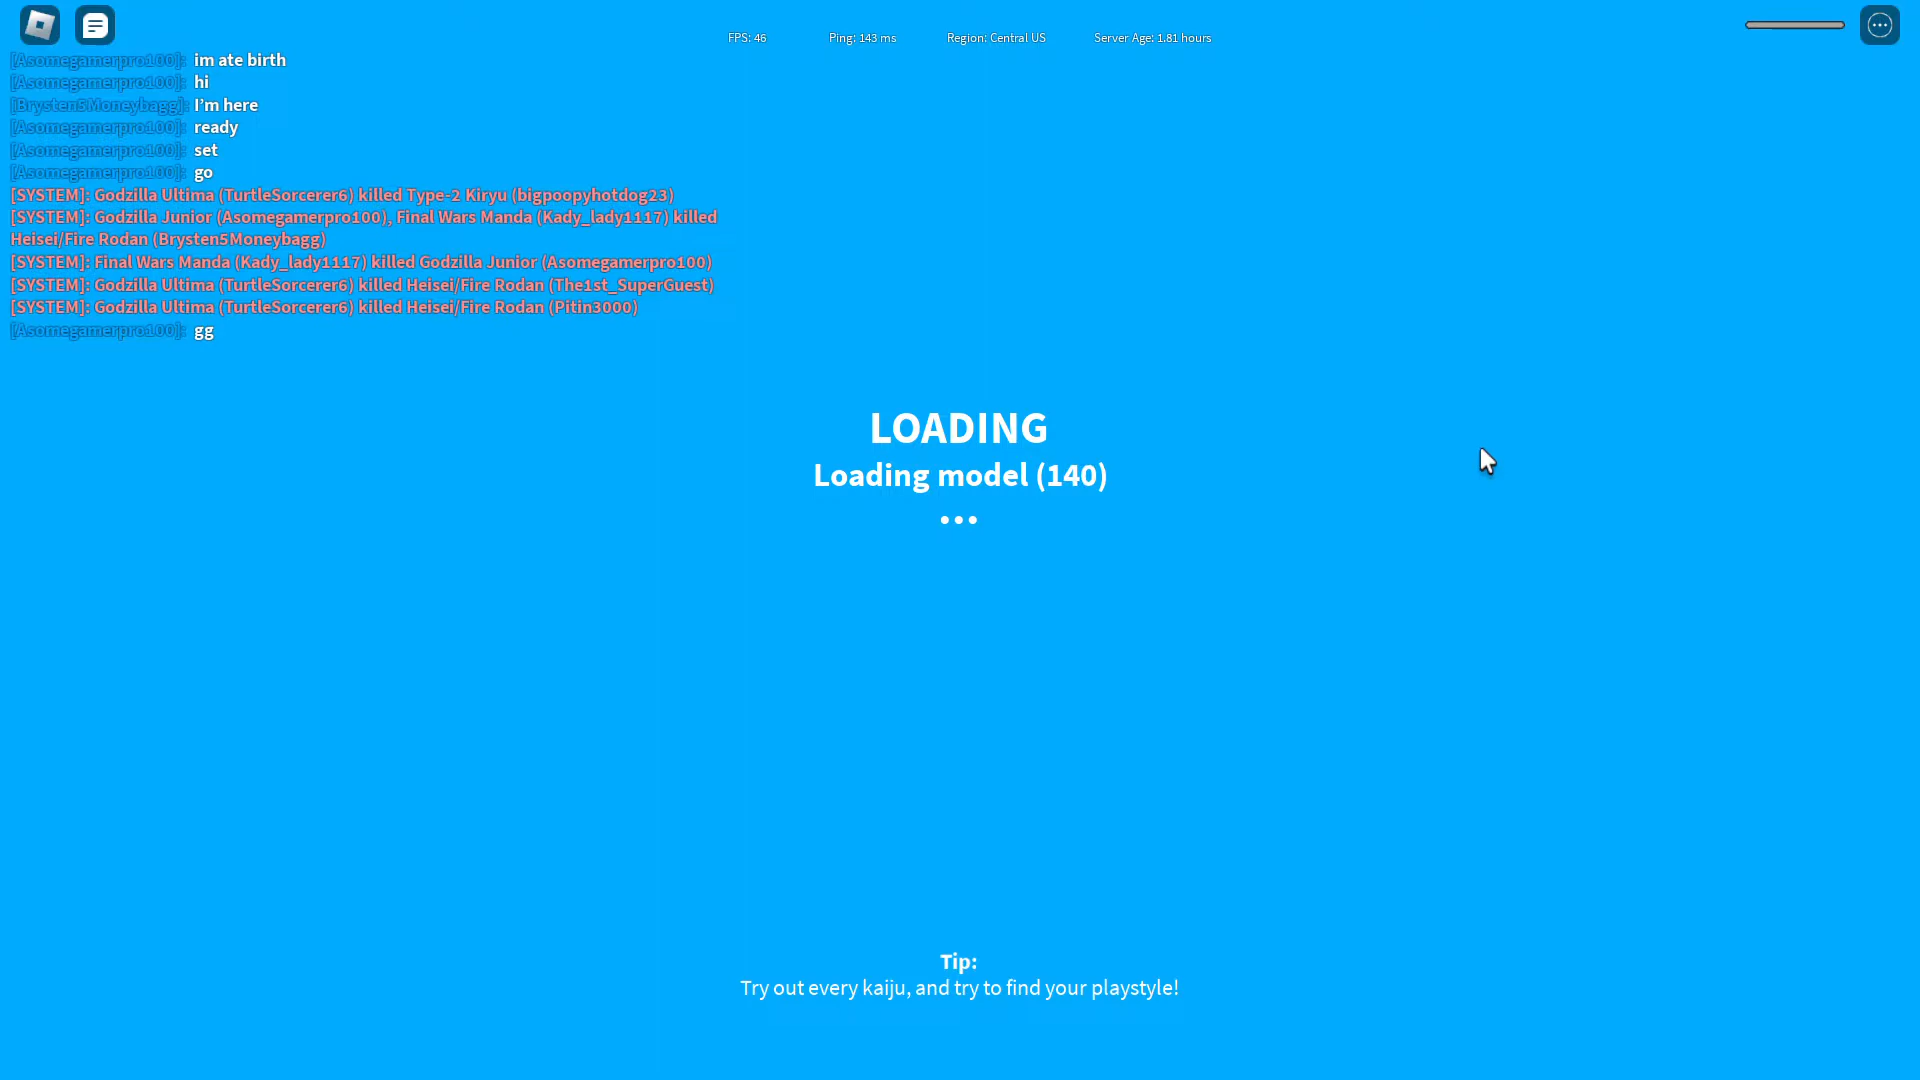 FPS: 46 Ping: 143 ms Region: Central US Server Age: 1.81 hours
[Asomegamerpro100]: im ate birth
[Asomegamerpro100]: hi
[Brysten5Moneybagg]: I’m here
[Asomegamerpro100]: ready
[Asomegamerpro100]: set
[Asomegamerpro100]: go
[SYSTEM]: Godzilla Ultima (TurtleSorcerer6) killed Type-2 Kiryu (bigpoopyhotdog23)
[SYSTEM]: Godzilla Junior (Asomegamerpro100), Final Wars Manda (Kady_lady1117) killed
Heisei/Fire Rodan (Brysten5Moneybagg)
[SYSTEM]: Final Wars Manda (Kady_lady1117) killed Godzilla Junior (Asomegamerpro100)
[SYSTEM]: Godzilla Ultima (TurtleSorcerer6) killed Heisei/Fire Rodan (The1st_SuperGuest)
[SYSTEM]: Godzilla Ultima (TurtleSorcerer6) killed Heisei/Fire Rodan (Pitin3000)
[Asomegamerpro100]: gg
LOADING
Loading model (140)
...
Tip:
Try out every kaiju, and try to find your playstyle!